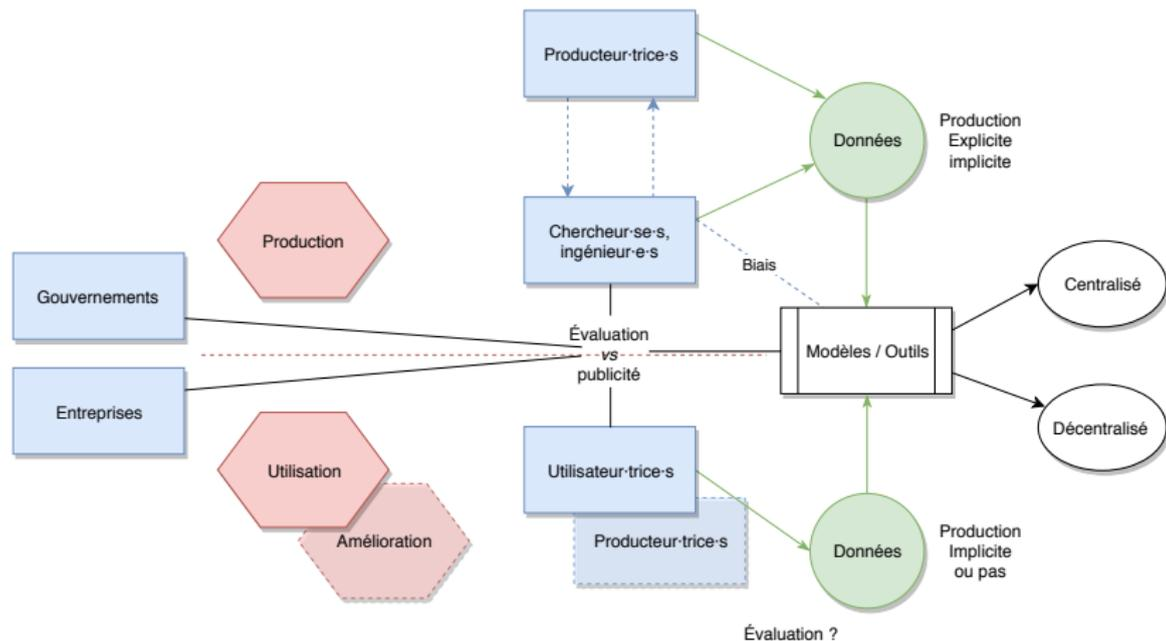 Producteur·trice·s
Données
Production
Explicite
implicite
Production
Chercheur·se·s,
ingénieur·e·s
Biais
Gouvernements
Centralisé
Évaluation
vs
publicité
Modèles / Outils
Entreprises
Décentralisé
Utilisation
Utilisateur·trice·s
Amélioration
Producteur·trice·s
Données
Production
Implicite
ou pas
Évaluation ?